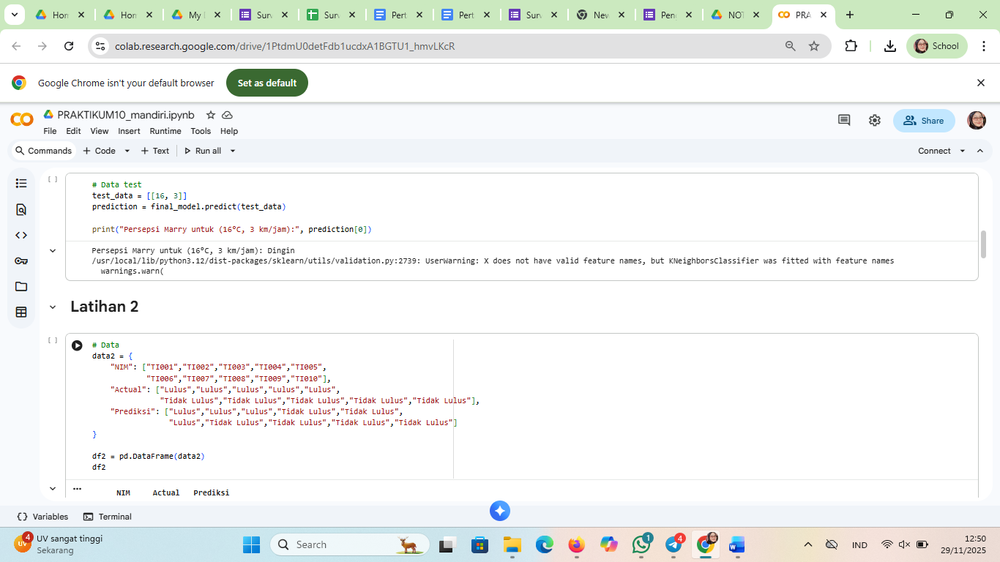 Hom
Hom
My
Surv
Surv
Pert
Pert
Surv
New
Pen
NOT
PRA
colab.research.google.com/drive/1PtdmU0detFdb1ucdxA1BGTU1_hmvLKcR
School
Google Chrome isn't your default browser
Set as default
CO
PRAKTIKUM10_mandiri.ipynb
File Edit View Insert Runtime Tools Help
Share
Commands + Code + Text Run all
Connect
[ ]
# Data test
test_data = [[16, 3]]
prediction = final_model.predict(test_data)
print("Persepsi Marry untuk (16°C, 3 km/jam):", prediction[0])
Persepsi Marry untuk (16°C, 3 km/jam): Dingin
/usr/local/lib/python3.12/dist-packages/sklearn/utils/validation.py:2739: UserWarning: X does not have valid feature names, but KNeighborsClassifier was fitted with feature names
warnings.warn(
Latihan 2
[ ]
# Data
data2 = {
"NIM": ["TI001","TI002","TI003","TI004","TI005",
"TI006","TI007","TI008","TI009","TI010"],
"Actual": ["Lulus","Lulus","Lulus","Lulus","Lulus",
"Tidak Lulus","Tidak Lulus","Tidak Lulus","Tidak Lulus","Tidak Lulus"],
"Prediksi": ["Lulus","Lulus","Lulus","Tidak Lulus","Tidak Lulus",
"Lulus","Tidak Lulus","Tidak Lulus","Tidak Lulus","Tidak Lulus"]
}
df2 = pd.DataFrame(data2)
df2
NIM Actual Prediksi
Variables Terminal
4
UV
UV sangat tinggi
Sekarang
Search
1
4
W
IND
12:50
29/11/2025